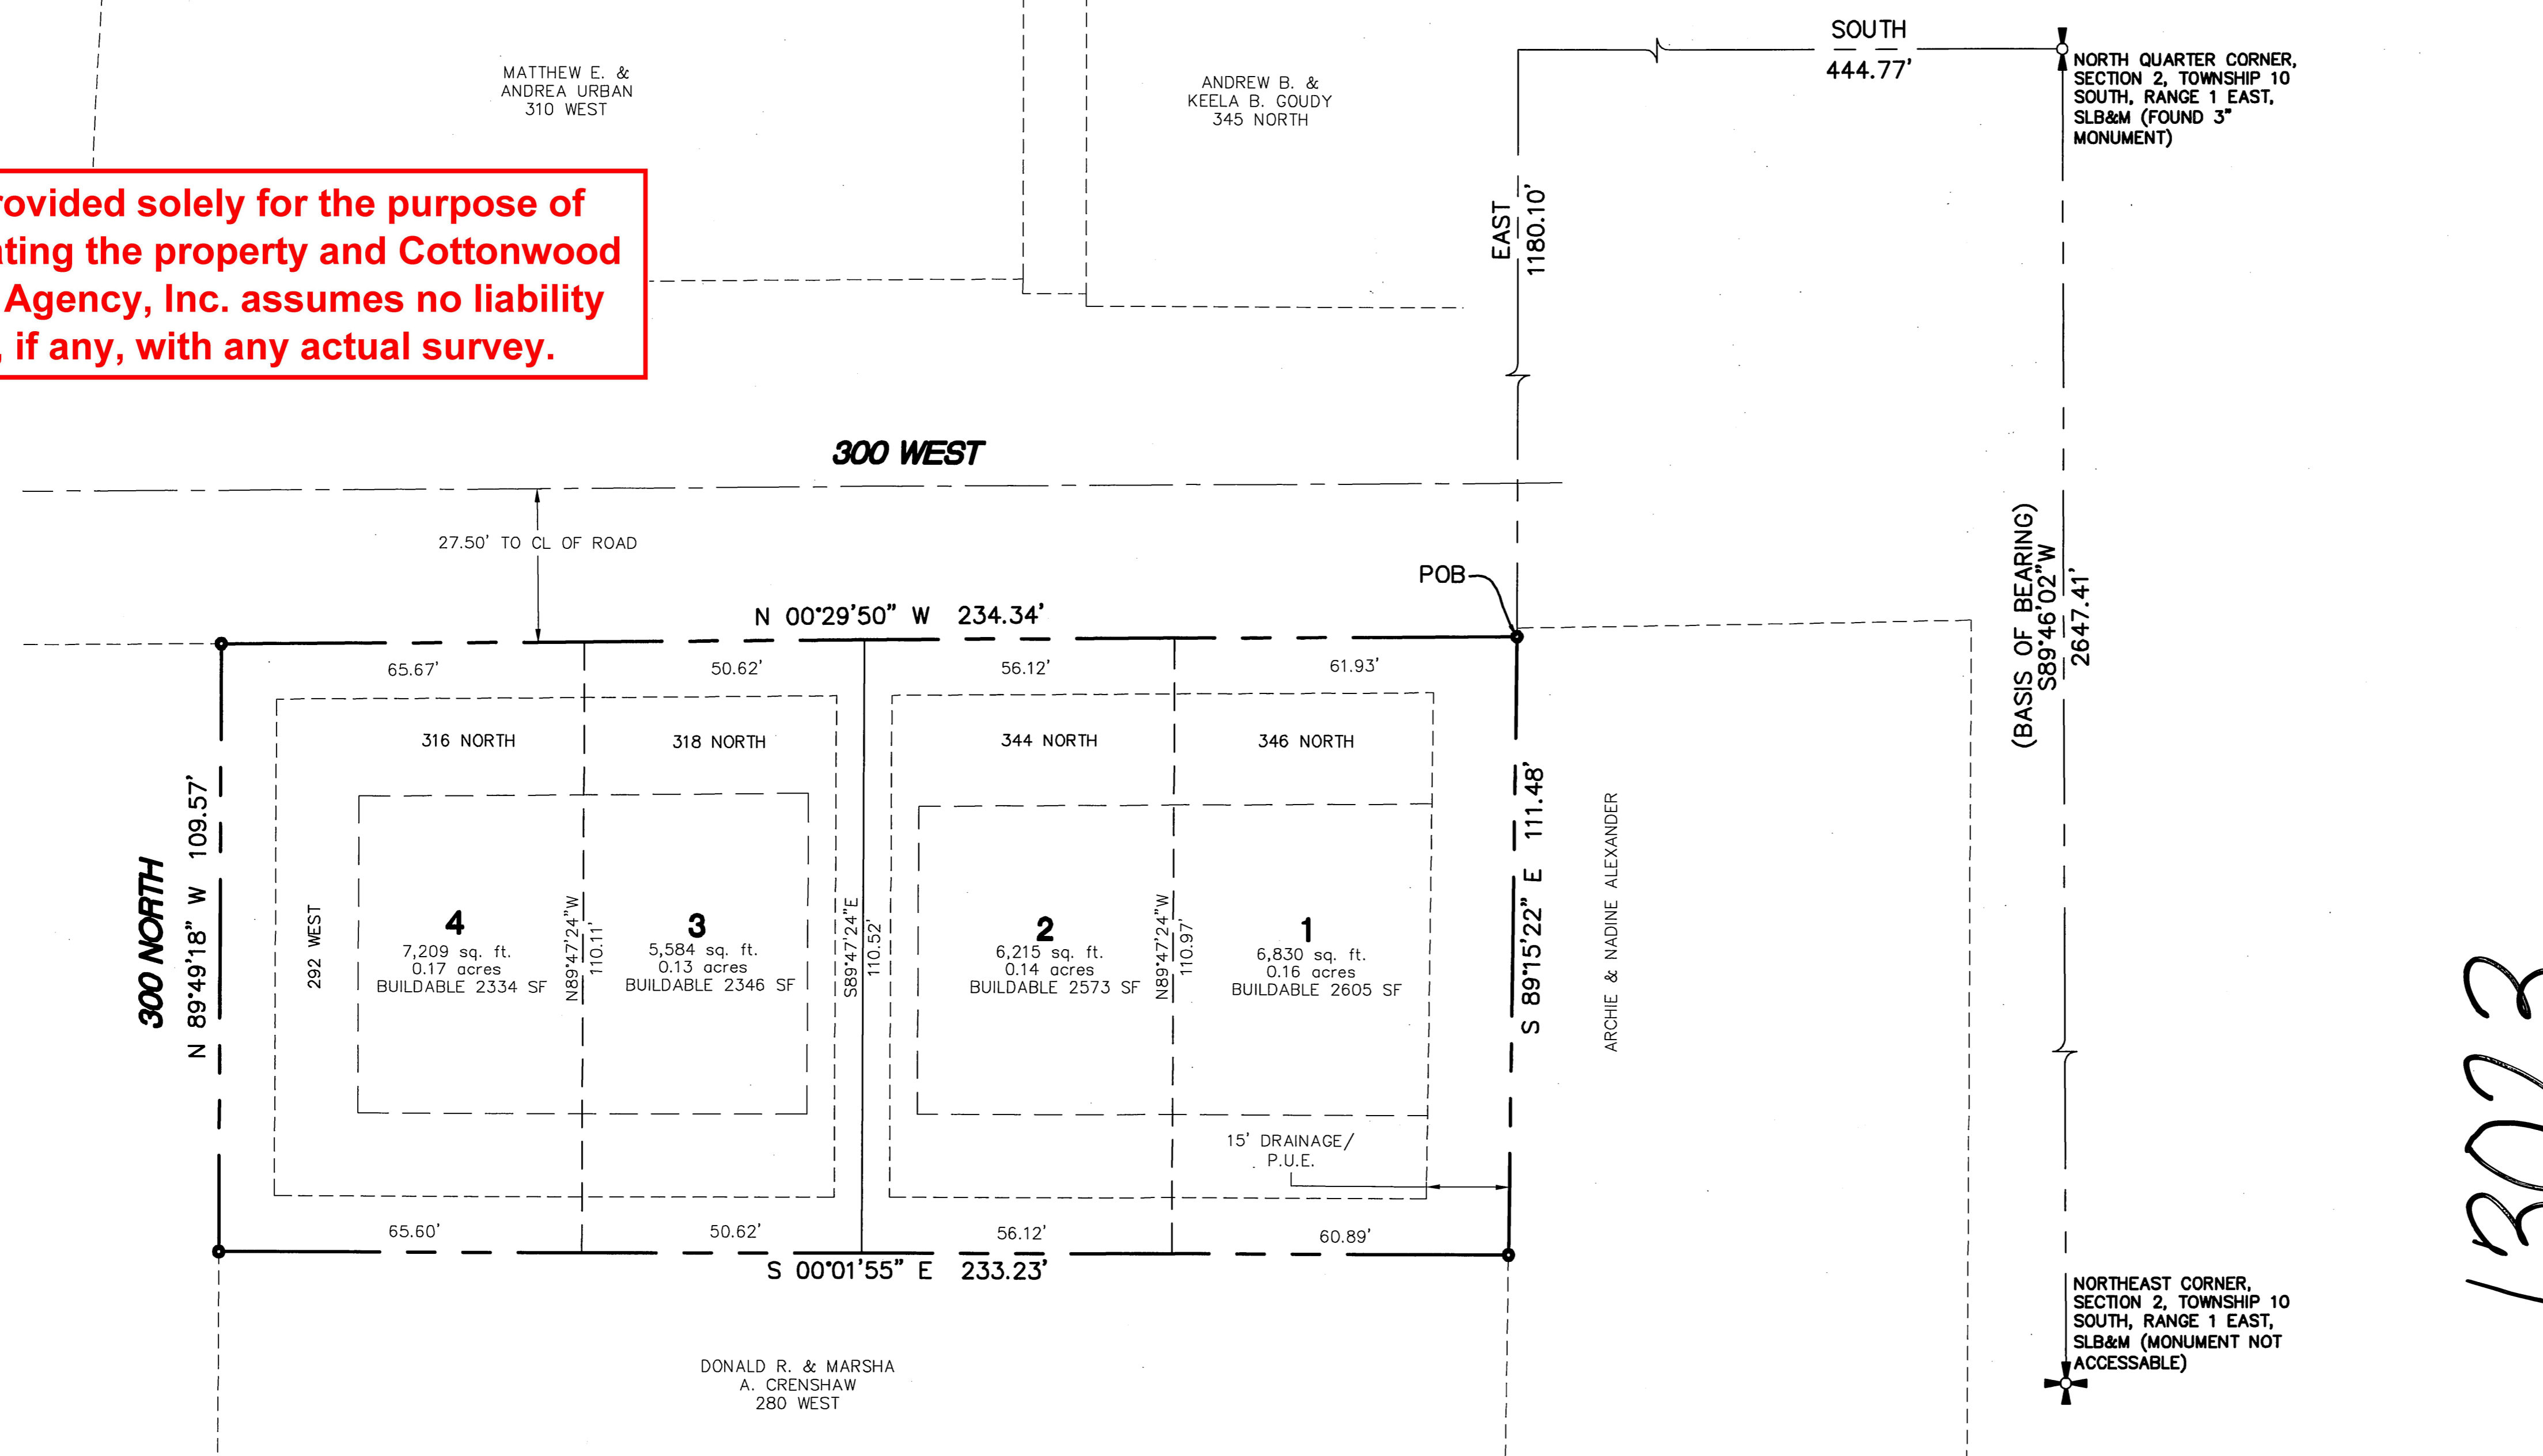 SOUTH
444.77'
NORTH QUARTER CORNER,
SECTION 2, TOWNSHIP 10
SOUTH, RANGE 1 EAST,
SLB&M (FOUND 3"
MONUMENT)
MATTHEW E. &
ANDREA URBAN
310 WEST
ANDREW B. &
KEELA B. GOUDY
345 NORTH
rovided solely for the purpose of
ating the property and Cottonwood
Agency, Inc. assumes no liability
, if any, with any actual survey.
EAST
1180.10'
300 WEST
27.50' TO CL OF ROAD
POB
(BASIS OF BEARING)
S89°46'02"W
2647.41'
N 00°29'50" W 234.34'
65.67'
50.62'
56.12'
61.93'
316 NORTH
318 NORTH
344 NORTH
346 NORTH
300 NORTH
N 89°49'18" W 109.57'
292 WEST
4
7,209 sq. ft.
0.17 acres
BUILDABLE 2334 SF
N89°47'24"W
110.11'
3
5,584 sq. ft.
0.13 acres
BUILDABLE 2346 SF
S89°47'24"E
110.52'
2
6,215 sq. ft.
0.14 acres
BUILDABLE 2573 SF
N89°47'24"W
110.97'
1
6,830 sq. ft.
0.16 acres
BUILDABLE 2605 SF
S 89°15'22" E 111.48'
ARCHIE & NADINE ALEXANDER
15' DRAINAGE/
P.U.E.
65.60'
50.62'
56.12'
60.89'
S 00°01'55" E 233.23'
DONALD R. & MARSHA
A. CRENSHAW
280 WEST
NORTHEAST CORNER,
SECTION 2, TOWNSHIP 10
SOUTH, RANGE 1 EAST,
SLB&M (MONUMENT NOT
ACCESSABLE)
13023